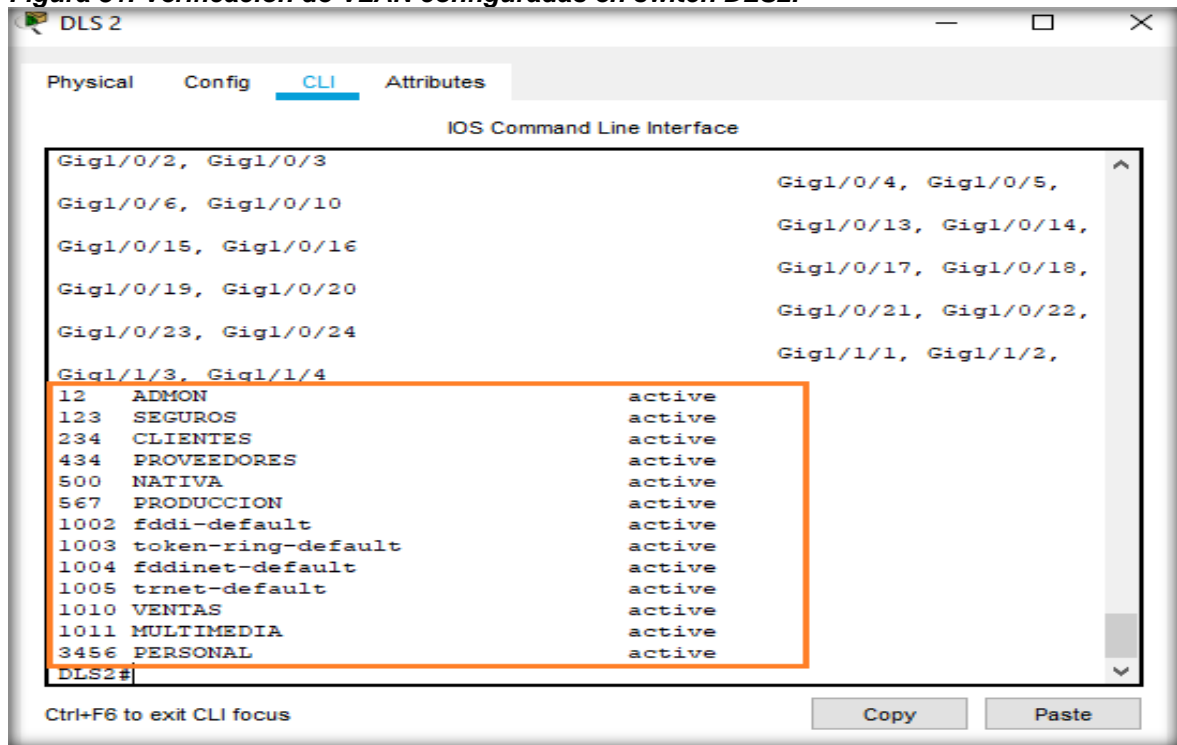 DLS 2
Physical Config CLI Attributes
IOS Command Line Interface
Gig1/0/2, Gig1/0/3
Gig1/0/4, Gig1/0/5,
Gig1/0/6, Gig1/0/10
Gig1/0/13, Gig1/0/14,
Gig1/0/15, Gig1/0/16
Gig1/0/17, Gig1/0/18,
Gig1/0/19, Gig1/0/20
Gig1/0/21, Gig1/0/22,
Gig1/0/23, Gig1/0/24
Gig1/1/1, Gig1/1/2,
Gig1/1/3, Gig1/1/4
12 ADMON active
123 SEGUROS active
234 CLIENTES active
434 PROVEEDORES active
500 NATIVA active
567 PRODUCCION active
1002 fddi-default active
1003 token-ring-default active
1004 fddinet-default active
1005 trnet-default active
1010 VENTAS active
1011 MULTIMEDIA active
3456 PERSONAL active
DLS2#
Ctrl+F6 to exit CLI focus Copy Paste